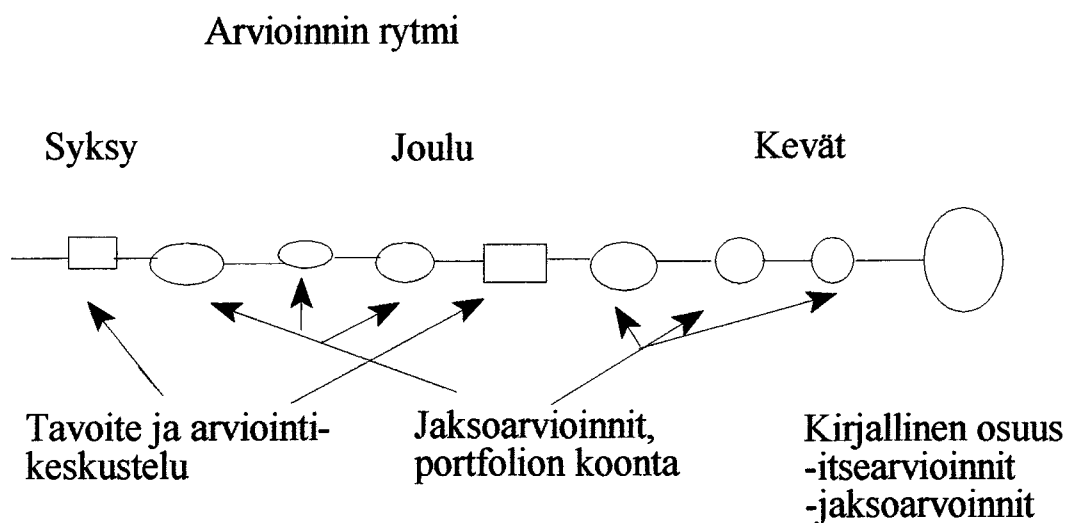 Arvioinnin rytmi
Syksy Joulu Kevät
Tavoite ja arviointi-
keskustelu
Jaksoarvioinnit,
portfolion koonta
Kirjallinen osuus
-itsearvioinnit
-jaksoarvoinnit